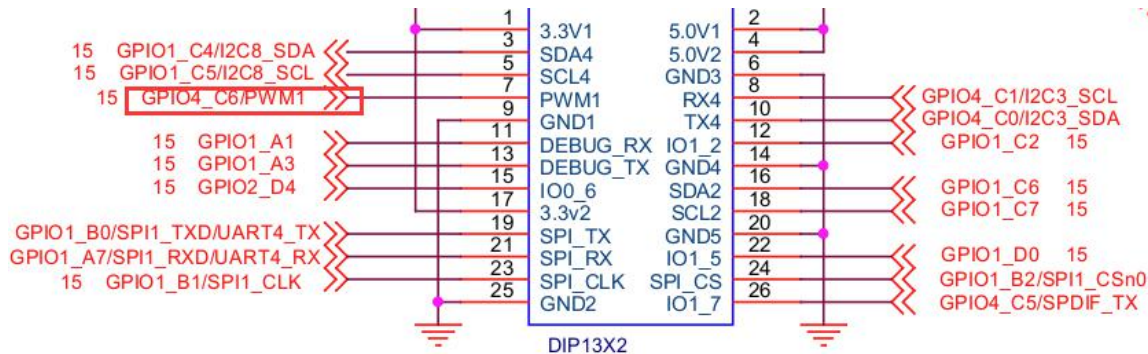 1 3.3V1 5.0V1 2
15 GPIO1_C4/I2C8_SDA 3 SDA4 5.0V2 4
15 GPIO1_C5/I2C8_SCL 5 SCL4 GND3 6
15 GPIO4_C6/PWM1 7 PWM1 RX4 8 GPIO4_C1/I2C3_SCL
9 GND1 TX4 10 GPIO4_C0/I2C3_SDA
15 GPIO1_A1 11 DEBUG_RX IO1_2 12 GPIO1_C2 15
15 GPIO1_A3 13 DEBUG_TX GND4 14
15 GPIO2_D4 15 IO0_6 SDA2 16 GPIO1_C6 15
17 3.3v2 SCL2 18 GPIO1_C7 15
GPIO1_B0/SPI1_TXD/UART4_TX 19 SPI_TX GND5 20
GPIO1_A7/SPI1_RXD/UART4_RX 21 SPI_RX IO1_5 22 GPIO1_D0 15
15 GPIO1_B1/SPI1_CLK 23 SPI_CLK SPI_CS 24 GPIO1_B2/SPI1_CSn0
25 GND2 IO1_7 26 GPIO4_C5/SPDIF_TX
DIP13X2